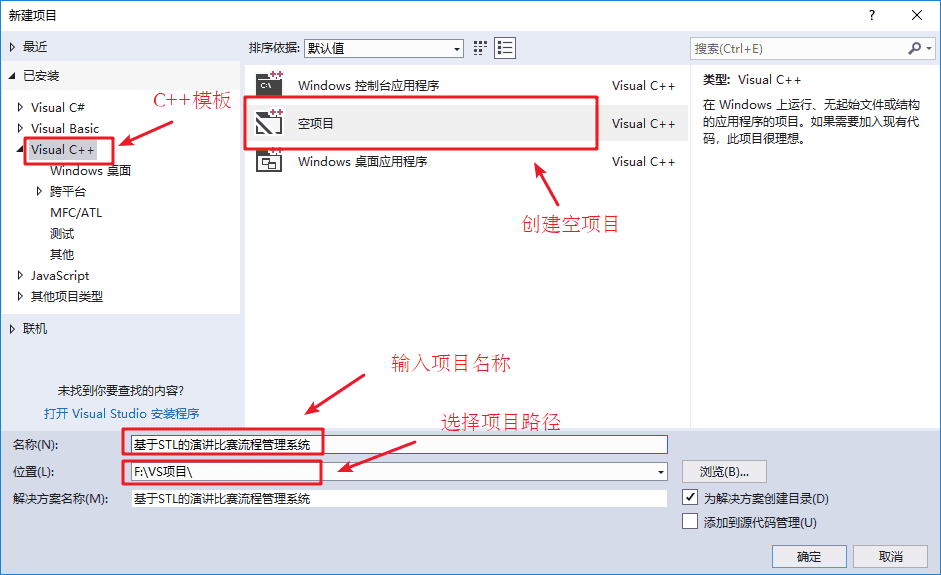 新建项目
?
最近
排序依据:
默认值
搜索(Ctrl+E)
已安装
Visual C#
Visual Basic
Visual C++
Windows 桌面
跨平台
MFC/ATL
测试
其他
JavaScript
其他项目类型
联机
未找到你要查找的内容?
打开 Visual Studio 安装程序
C++模板
Windows 控制台应用程序 Visual C++
空项目 Visual C++
Windows 桌面应用程序 Visual C++
创建空项目
类型: Visual C++
在 Windows 上运行、无起始文件或结构
的应用程序的项目。如果需要加入现有代
码，此项目很理想。
输入项目名称
选择项目路径
名称(N): 基于STL的演讲比赛流程管理系统
位置(L): F:\VS项目\
浏览(B)...
解决方案名称(M): 基于STL的演讲比赛流程管理系统
为解决方案创建目录(D)
添加到源代码管理(U)
确定
取消